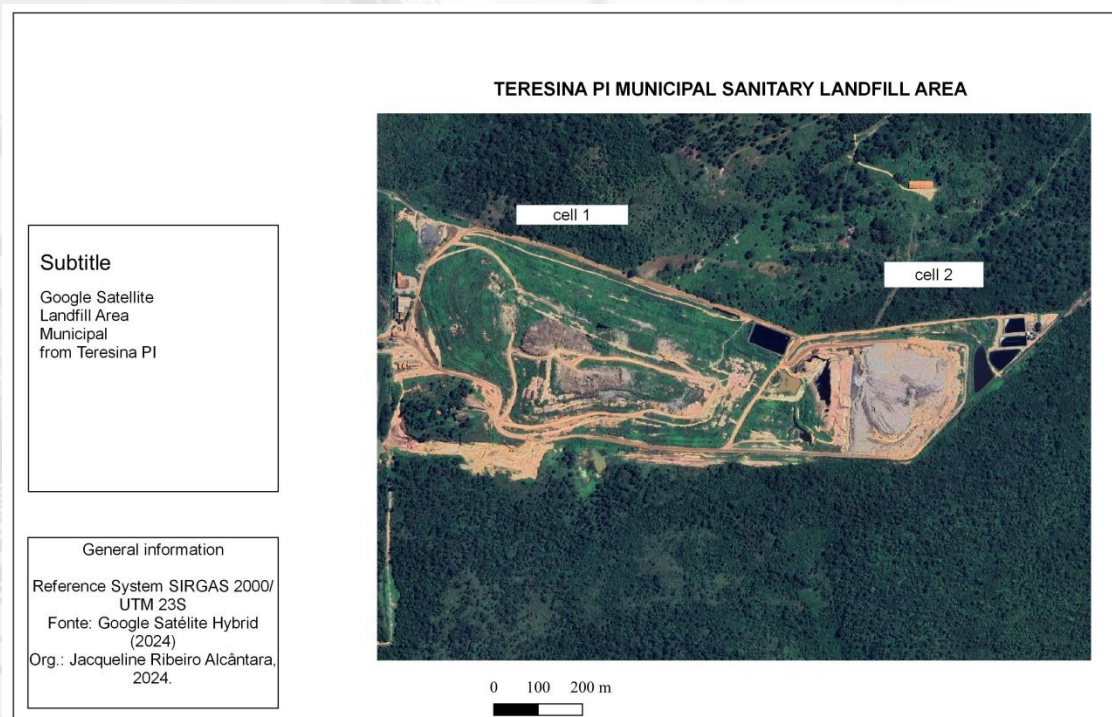 TERESINA PI MUNICIPAL SANITARY LANDFILL AREA
cell 1
cell 2
Subtitle
Google Satellite
Landfill Area
Municipal
from Teresina PI
General information
Reference System SIRGAS 2000/
UTM 23S
Fonte: Google Satélite Hybrid
(2024)
Org.: Jacqueline Ribeiro Alcântara,
2024.
0 100 200 m